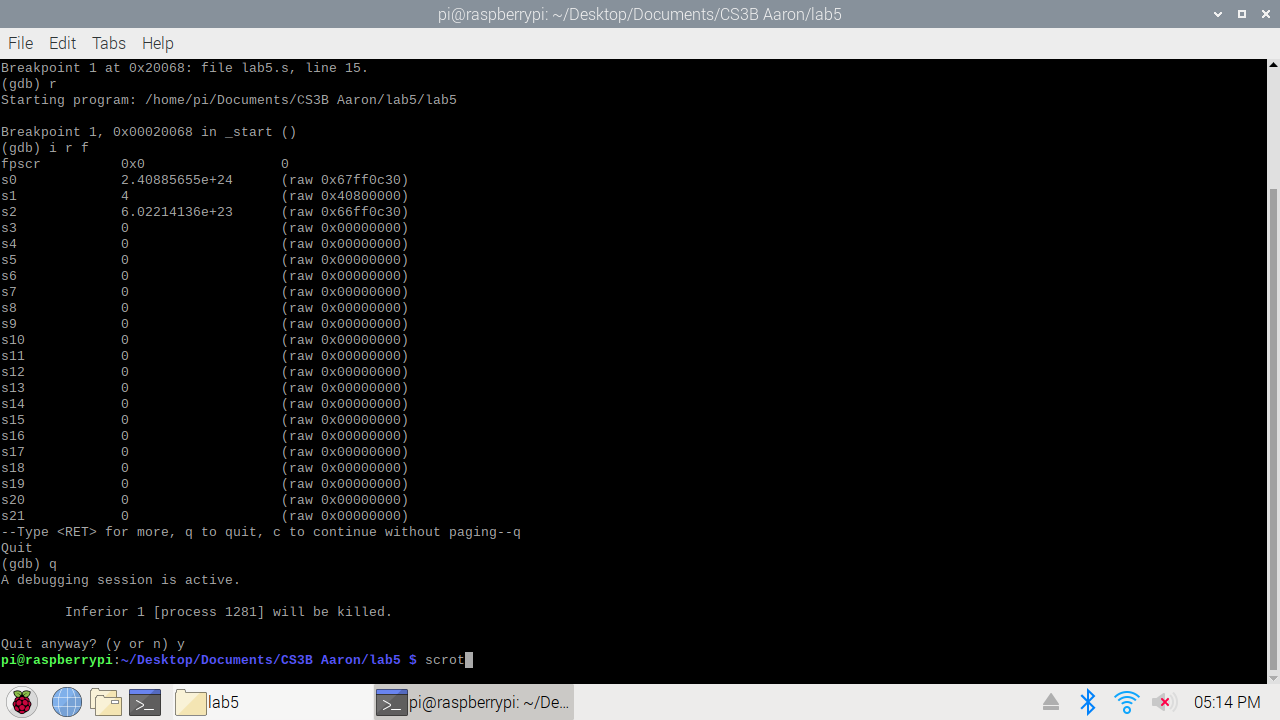 pi@raspberrypi: ~/Desktop/Documents/CS3B Aaron/lab5
File Edit Tabs Help
Breakpoint 1 at 0x20068: file lab5.s, line 15.
(gdb) r
Starting program: /home/pi/Documents/CS3B Aaron/lab5/lab5
Breakpoint 1, 0x00020068 in _start ()
(gdb) i r f
fpscr 0x0 0
s0 2.40885655e+24 (raw 0x67ff0c30)
s1 4 (raw 0x40800000)
s2 6.02214136e+23 (raw 0x66ff0c30)
s3 0 (raw 0x00000000)
s4 0 (raw 0x00000000)
s5 0 (raw 0x00000000)
s6 0 (raw 0x00000000)
s7 0 (raw 0x00000000)
s8 0 (raw 0x00000000)
s9 0 (raw 0x00000000)
s10 0 (raw 0x00000000)
s11 0 (raw 0x00000000)
s12 0 (raw 0x00000000)
s13 0 (raw 0x00000000)
s14 0 (raw 0x00000000)
s15 0 (raw 0x00000000)
s16 0 (raw 0x00000000)
s17 0 (raw 0x00000000)
s18 0 (raw 0x00000000)
s19 0 (raw 0x00000000)
s20 0 (raw 0x00000000)
s21 0 (raw 0x00000000)
--Type <RET> for more, q to quit, c to continue without paging--q
Quit
(gdb) q
A debugging session is active.
Inferior 1 [process 1281] will be killed.
Quit anyway? (y or n) y
pi@raspberrypi:~/Desktop/Documents/CS3B Aaron/lab5 $ scrot
lab5 pi@raspberrypi: ~/De... 05:14 PM